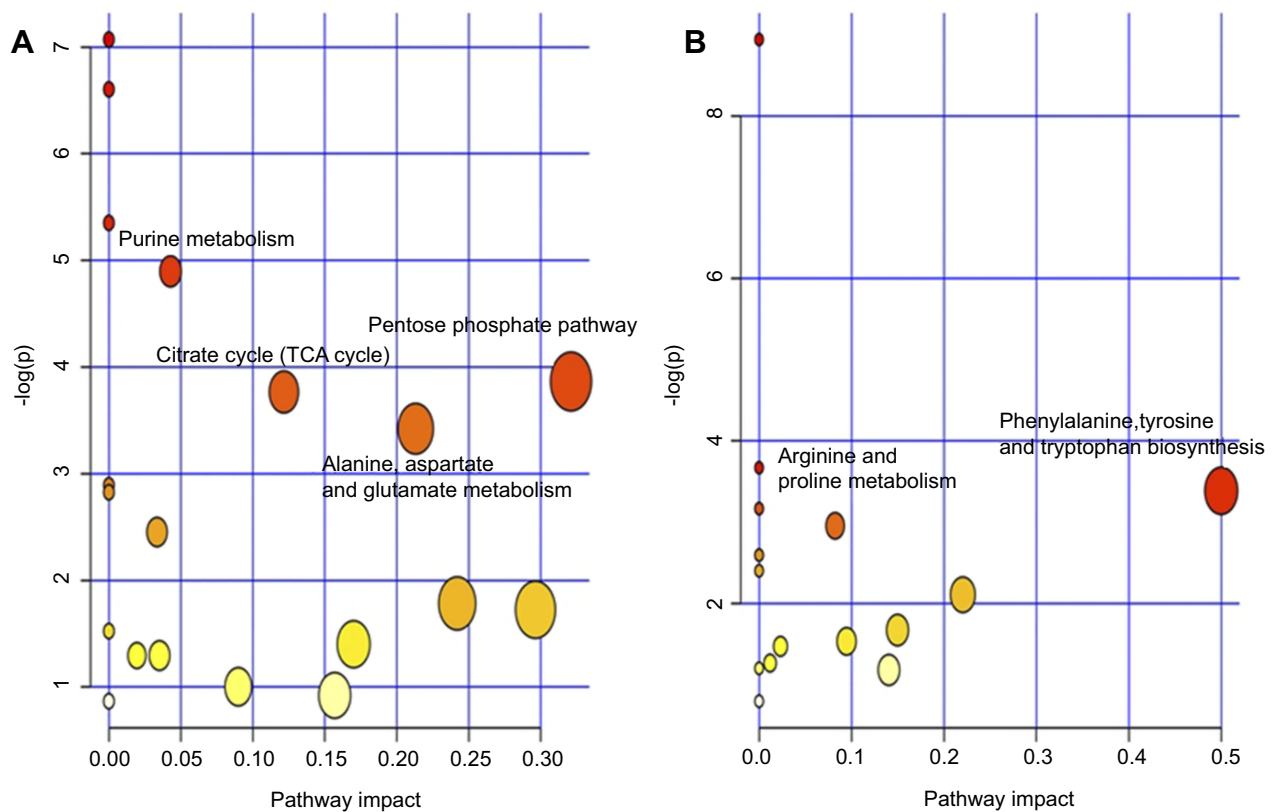 A
7
6
5
4
3
2
1
-log(p)
Purine metabolism
Pentose phosphate pathway
Citrate cycle (TCA cycle)
Alanine, aspartate
and glutamate metabolism
0.00 0.05 0.10 0.15 0.20 0.25 0.30
Pathway impact
B
8
6
4
2
-log(p)
Phenylalanine,tyrosine
and tryptophan biosynthesis
Arginine and
proline metabolism
0.0 0.1 0.2 0.3 0.4 0.5
Pathway impact